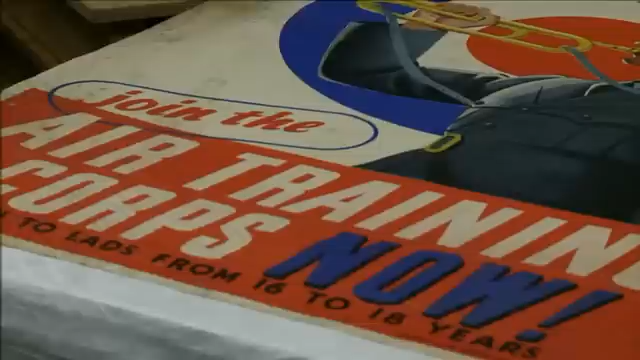 join the
AIR TRAINING
CORPS NOW!
TO LADS FROM 16 TO 18 YEARS